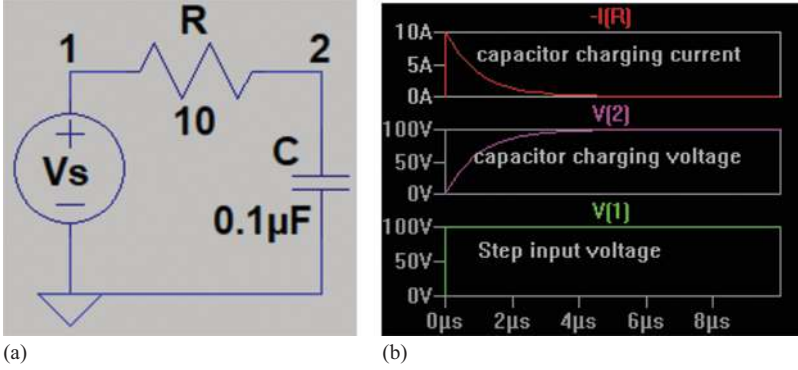 1
R
2
10
+
Vs
−
C
0.1µF
(a)
-I(R)
10A
capacitor charging current
5A
0A
V(2)
100V
50V
capacitor charging voltage
0V
V(1)
100V
Step input voltage
50V
0V
0µs 2µs 4µs 6µs 8µs
(b)